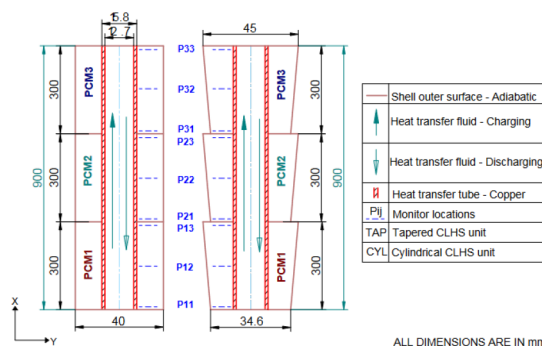 15.8
12.7
45
P33
P32
P31
P23
P22
P21
P13
P12
P11
PCM3
PCM2
PCM1
300
300
300
900
40
PCM3
PCM2
PCM1
300
300
300
900
34.6
X
Y
Shell outer surface - Adiabatic
Heat transfer fluid - Charging
Heat transfer fluid - Discharging
Heat transfer tube - Copper
Pij Monitor locations
TAP Tapered CLHS unit
CYL Cylindrical CLHS unit
ALL DIMENSIONS ARE IN mm